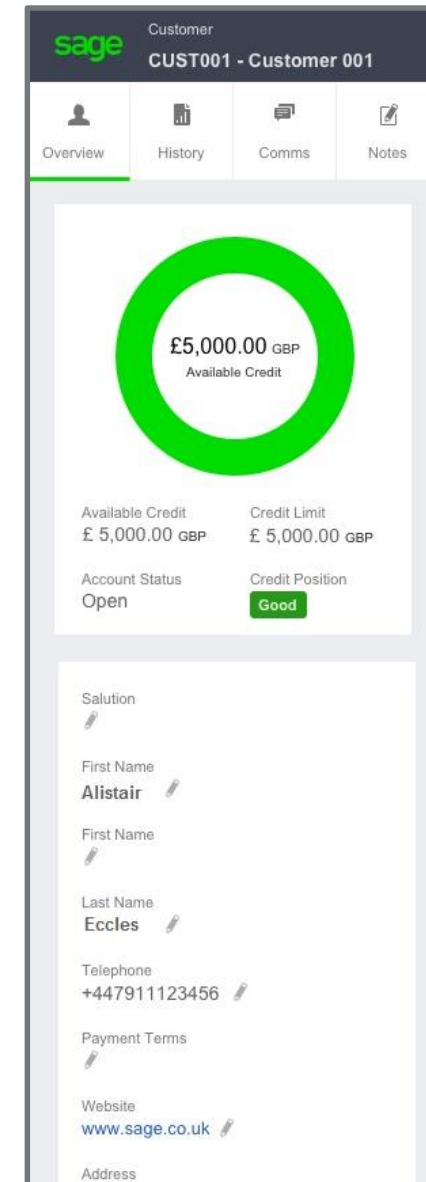 sage
Customer
CUST001 - Customer 001
Overview History Comms Notes
£5,000.00 GBP
Available Credit
Available Credit Credit Limit
£ 5,000.00 GBP £ 5,000.00 GBP
Account Status Credit Position
Open Good
Salution
First Name
Alistair
First Name
Last Name
Eccles
Telephone
+447911123456
Payment Terms
Website
www.sage.co.uk
Address